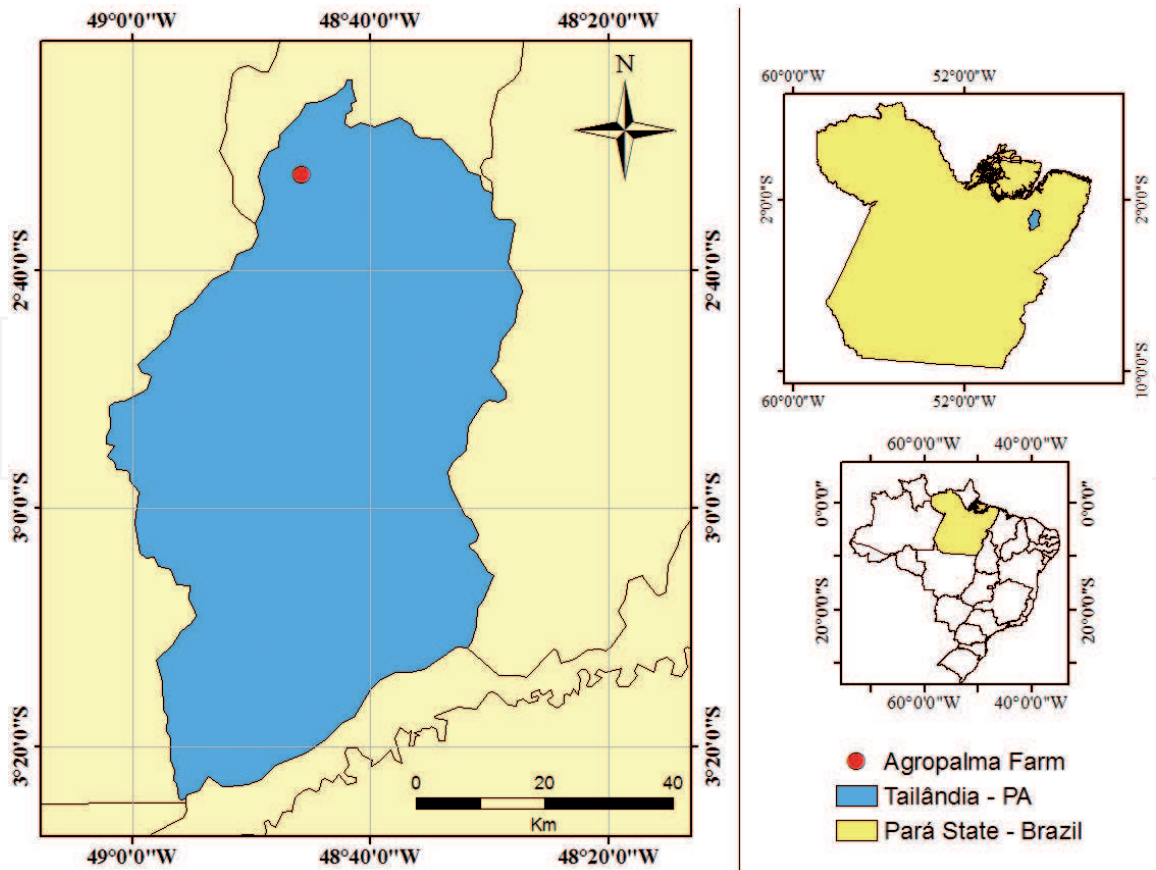 49°0'0"W 48°40'0"W 48°20'0"W
N
2°40'0"S 2°40'0"S
3°0'0"S 3°0'0"S
3°20'0"S 3°20'0"S
0 20 40
Km
49°0'0"W 48°40'0"W 48°20'0"W
60°0'0"W 52°0'0"W
2°0'0"S 2°0'0"S
10°0'0"S
60°0'0"W 52°0'0"W
60°0'0"W 40°0'0"W
0°0'0" 0°0'0"
20°0'0"S 20°0'0"S
60°0'0"W 40°0'0"W
Agropalma Farm
Tailândia - PA
Pará State - Brazil